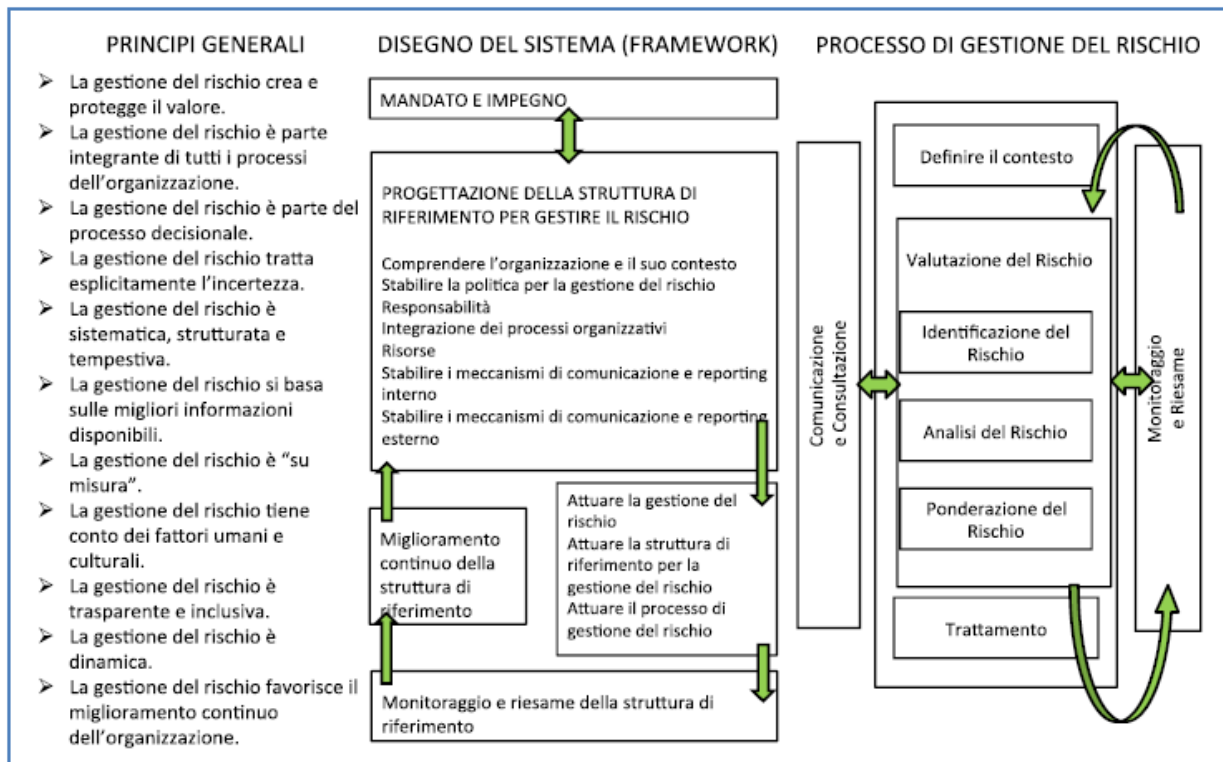 PRINCIPI GENERALI
La gestione del rischio crea e
protegge il valore.
La gestione del rischio è parte
integrante di tutti i processi
dell’organizzazione.
La gestione del rischio è parte del
processo decisionale.
La gestione del rischio tratta
esplicitamente l’incertezza.
La gestione del rischio è
sistematica, strutturata e
tempestiva.
La gestione del rischio si basa
sulle migliori informazioni
disponibili.
La gestione del rischio è “su
misura”.
La gestione del rischio tiene
conto dei fattori umani e
culturali.
La gestione del rischio è
trasparente e inclusiva.
La gestione del rischio è
dinamica.
La gestione del rischio favorisce il
miglioramento continuo
dell’organizzazione.
DISEGNO DEL SISTEMA (FRAMEWORK)
MANDATO E IMPEGNO
PROGETTAZIONE DELLA STRUTTURA DI
RIFERIMENTO PER GESTIRE IL RISCHIO
Comprendere l’organizzazione e il suo contesto
Stabilire la politica per la gestione del rischio
Responsabilità
Integrazione dei processi organizzativi
Risorse
Stabilire i meccanismi di comunicazione e reporting
interno
Stabilire i meccanismi di comunicazione e reporting
esterno
Miglioramento
continuo della
struttura di
riferimento
Attuare la gestione del
rischio
Attuare la struttura di
riferimento per la
gestione del rischio
Attuare il processo di
gestione del rischio
Monitoraggio e riesame della struttura di
riferimento
PROCESSO DI GESTIONE DEL RISCHIO
Comunicazione
e Consultazione
Definire il contesto
Valutazione del Rischio
Identificazione del
Rischio
Analisi del Rischio
Ponderazione del
Rischio
Trattamento
Monitoraggio
e Riesame